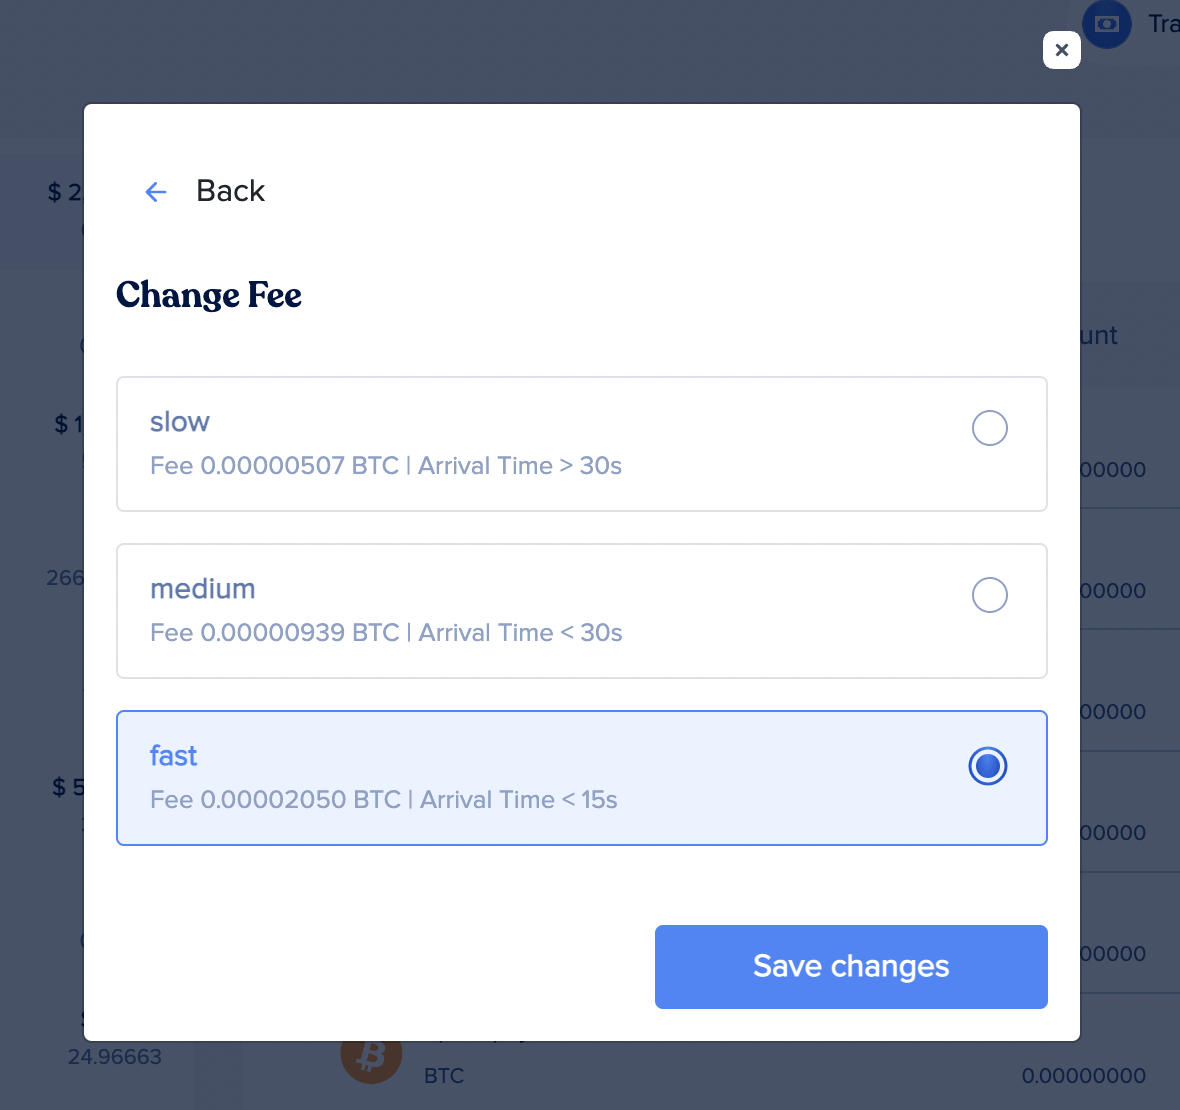 Tra
$ 2
Back
Change Fee
unt
slow
Fee 0.00000507 BTC | Arrival Time > 30s
$ 1
00000
266
medium
Fee 0.00000939 BTC | Arrival Time < 30s
00000
00000
fast
Fee 0.00002050 BTC | Arrival Time < 15s
$ 5
00000
Save changes
00000
24.96663
BTC
0.000000000